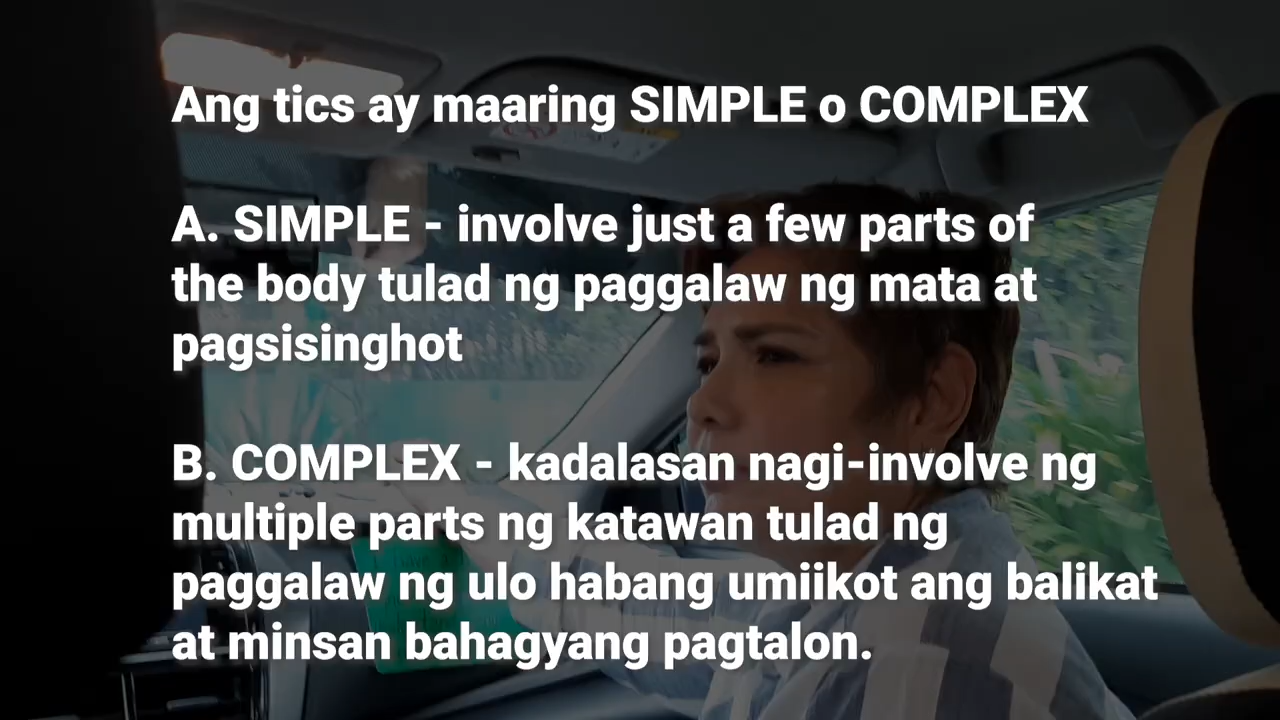 Ang tics ay maaring SIMPLE o COMPLEX
A. SIMPLE - involve just a few parts of
the body tulad ng paggalaw ng mata at
pagsisinghot
B. COMPLEX - kadalasan nagi-involve ng
multiple parts ng katawan tulad ng
paggalaw ng ulo habang umiikot ang balikat
at minsan bahagyang pagtalon.